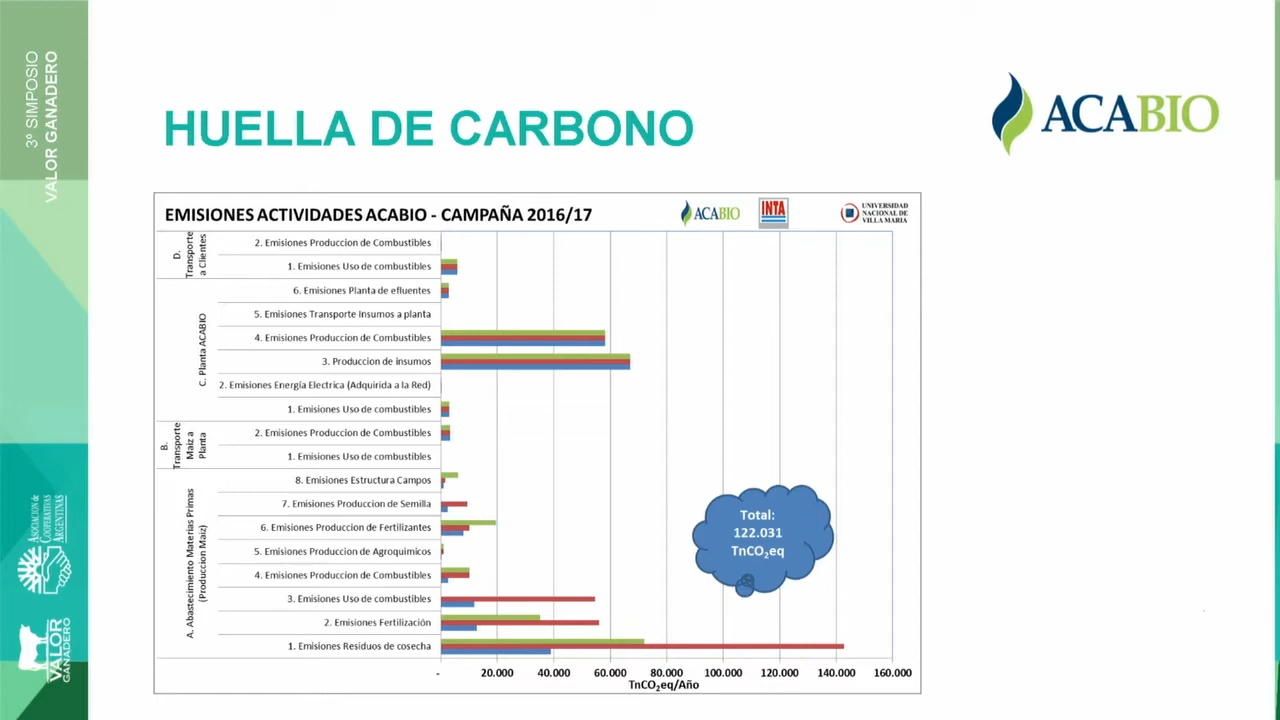 3º SIMPOSIO
VALOR GANADERO
HUELLA DE CARBONO
ACABIO
EMISIONES ACTIVIDADES ACABIO - CAMPAÑA 2016/17
ACABIO
INTA
UNIVERSIDAD
NACIONAL DE
VILLA MARIA
D.
Transporte
a Clientes
2. Emisiones Produccion de Combustibles
1. Emisiones Uso de combustibles
C. Planta ACABIO
6. Emisiones Planta de efluentes
5. Emisiones Transporte Insumos a planta
4. Emisiones Produccion de Combustibles
3. Produccion de insumos
2. Emisiones Energía Electrica (Adquirida a la Red)
1. Emisiones Uso de combustibles
B.
Transporte
Maiz a
Planta
2. Emisiones Produccion de Combustibles
1. Emisiones Uso de combustibles
A. Abastecimiento Materias Primas
(Produccion Maiz)
8. Emisiones Estructura Campos
7. Emisiones Produccion de Semilla
6. Emisiones Produccion de Fertilizantes
5. Emisiones Produccion de Agroquimicos
4. Emisiones Produccion de Combustibles
3. Emisiones Uso de combustibles
2. Emisiones Fertilización
1. Emisiones Residuos de cosecha
Total:
122.031
TnCO₂eq
- 20.000 40.000 60.000 80.000 100.000 120.000 140.000 160.000
TnCO₂eq/Año
ASOCIACION de
COOPERATIVAS
ARGENTINAS
VALOR
GANADERO